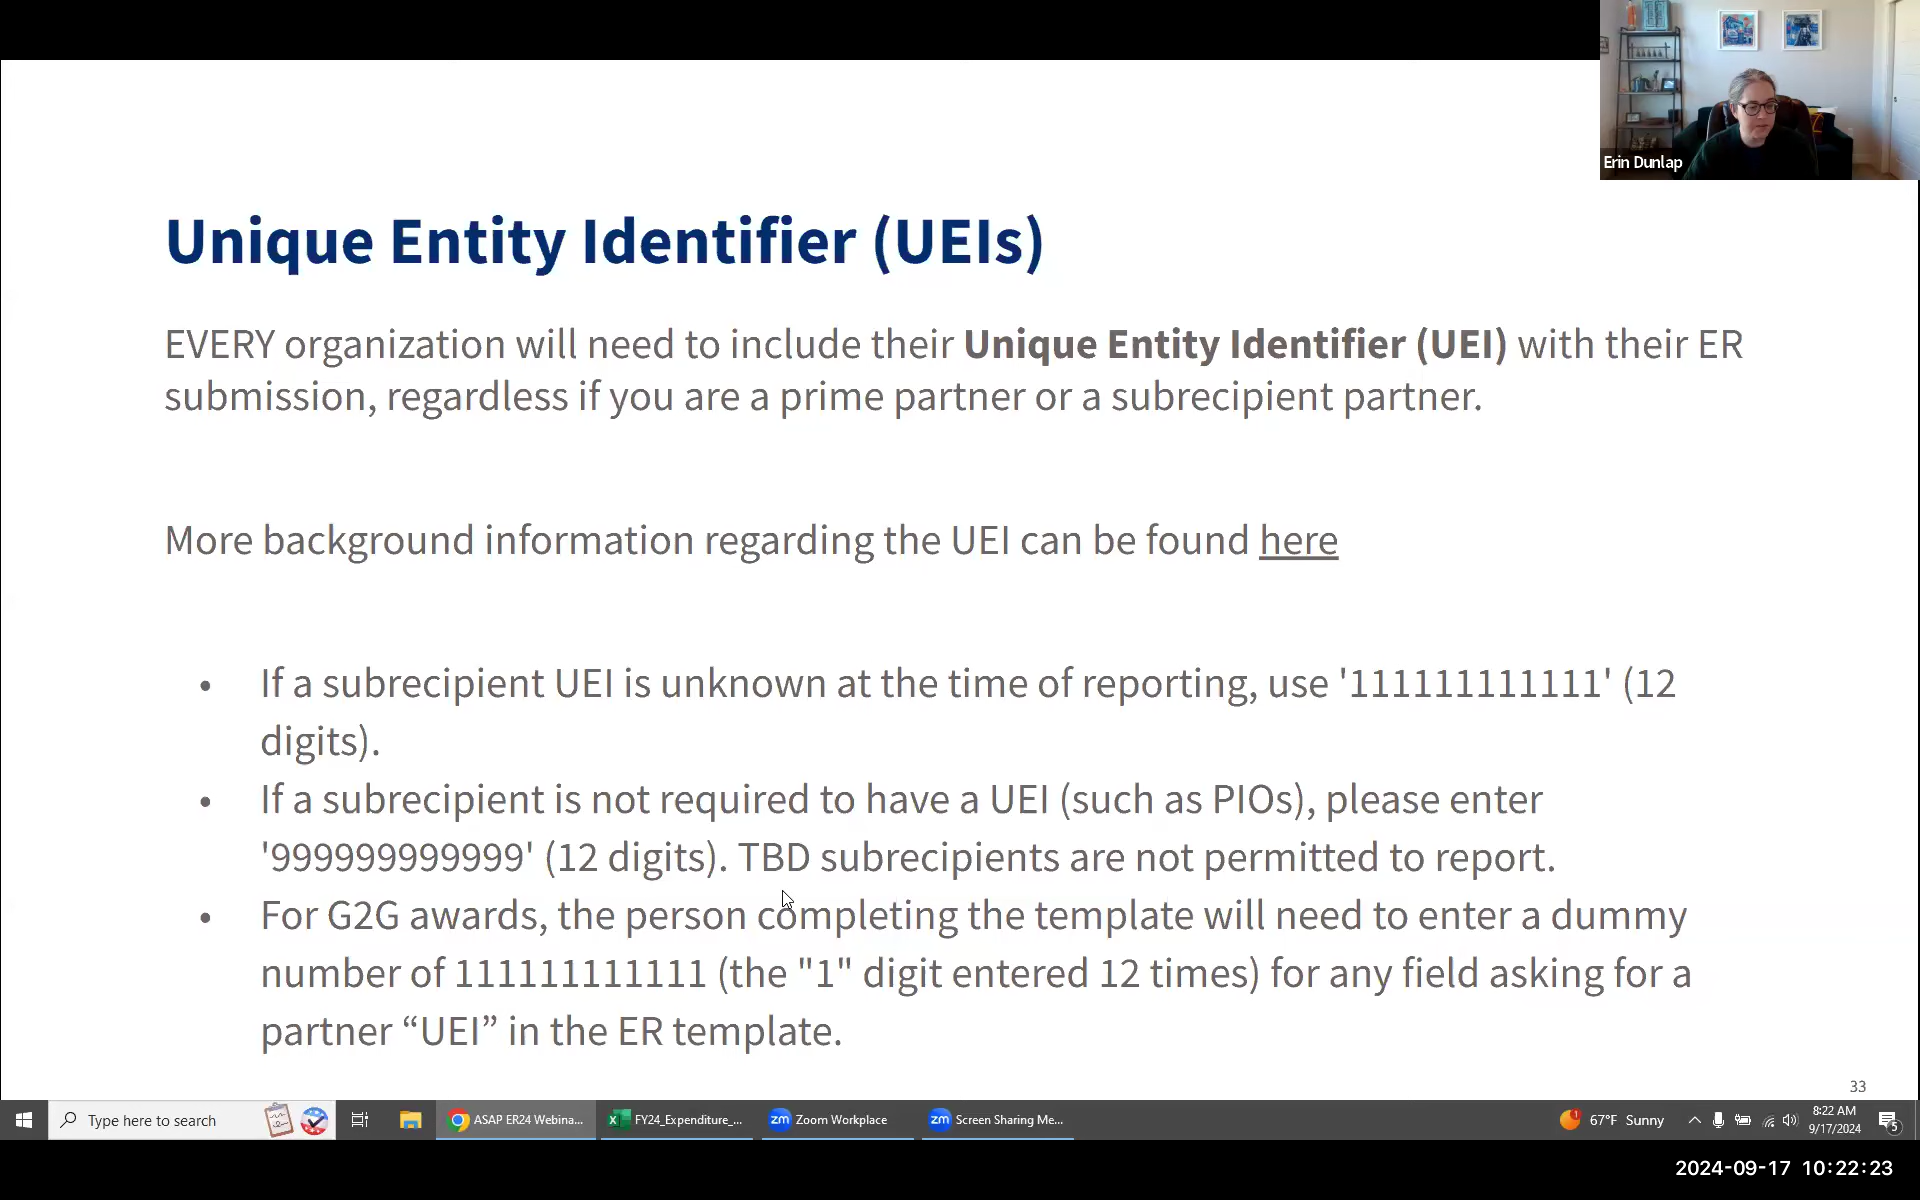 Erin Dunlap
Unique Entity Identifier (UEIs)
EVERY organization will need to include their Unique Entity Identifier (UEI) with their ER
submission, regardless if you are a prime partner or a subrecipient partner.
More background information regarding the UEI can be found here
• If a subrecipient UEI is unknown at the time of reporting, use '111111111111' (12
digits).
• If a subrecipient is not required to have a UEI (such as PIOs), please enter
'999999999999' (12 digits). TBD subrecipients are not permitted to report.
• For G2G awards, the person completing the template will need to enter a dummy
number of 111111111111 (the "1" digit entered 12 times) for any field asking for a
partner “UEI” in the ER template.
33
Type here to search
ASAP ER24 Webina...
FY24_Expenditure_...
zm Zoom Workplace
zm Screen Sharing Me...
1
67°F Sunny
8:22 AM
9/17/2024
5
2024-09-17 10:22:23